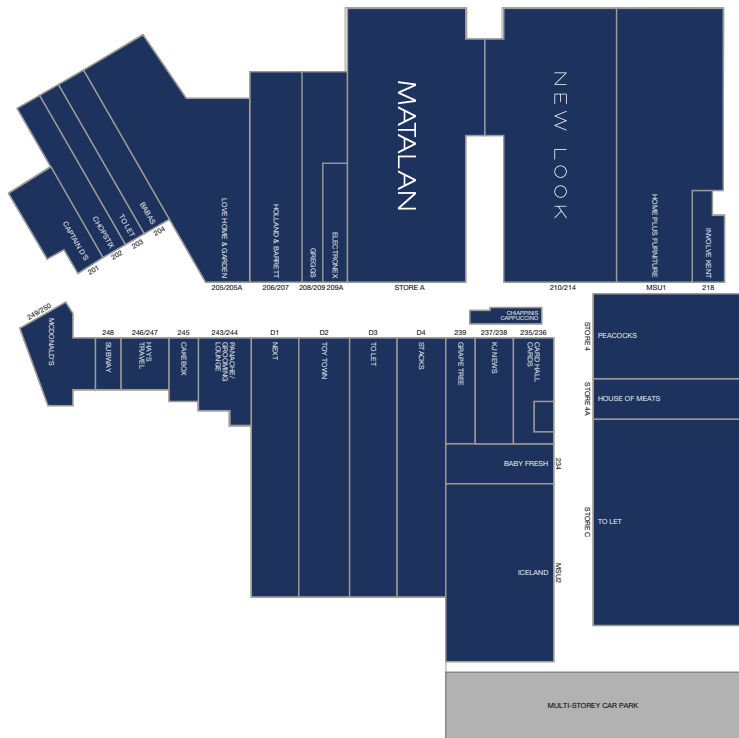 MATALAN
NEW LOOK
CAPTAIN D'S
CHOPSTIX
TO LET
BABAS
201
202
203
204
LOVE HOME & GARDEN
HOLLAND & BARRETT
GREGGS
ELECTRONEX
HOME PLUS FURNITURE
INVOLVE KENT
205/205A
206/207
208/209
209A
STORE A
210/214
MSU1
218
249/250
MCDONALD'S
248
SUBWAY
246/247
HAYS
TRAVEL
245
CAKE BOX
243/244
PANACHE/
GROOMING
LOUNGE
D1
NEXT
D2
TOY TOWN
D3
TO LET
D4
STACKS
239
GRAPE TREE
237/238
KJ NEWS
235/236
CARD HALL
CARDS
CHIAPPINIS
CAPPUCCINO
BABY FRESH
234
ICELAND
MSU2
STORE 4
PEACOCKS
STORE 4A
HOUSE OF MEATS
STORE C
TO LET
MULTI-STOREY CAR PARK